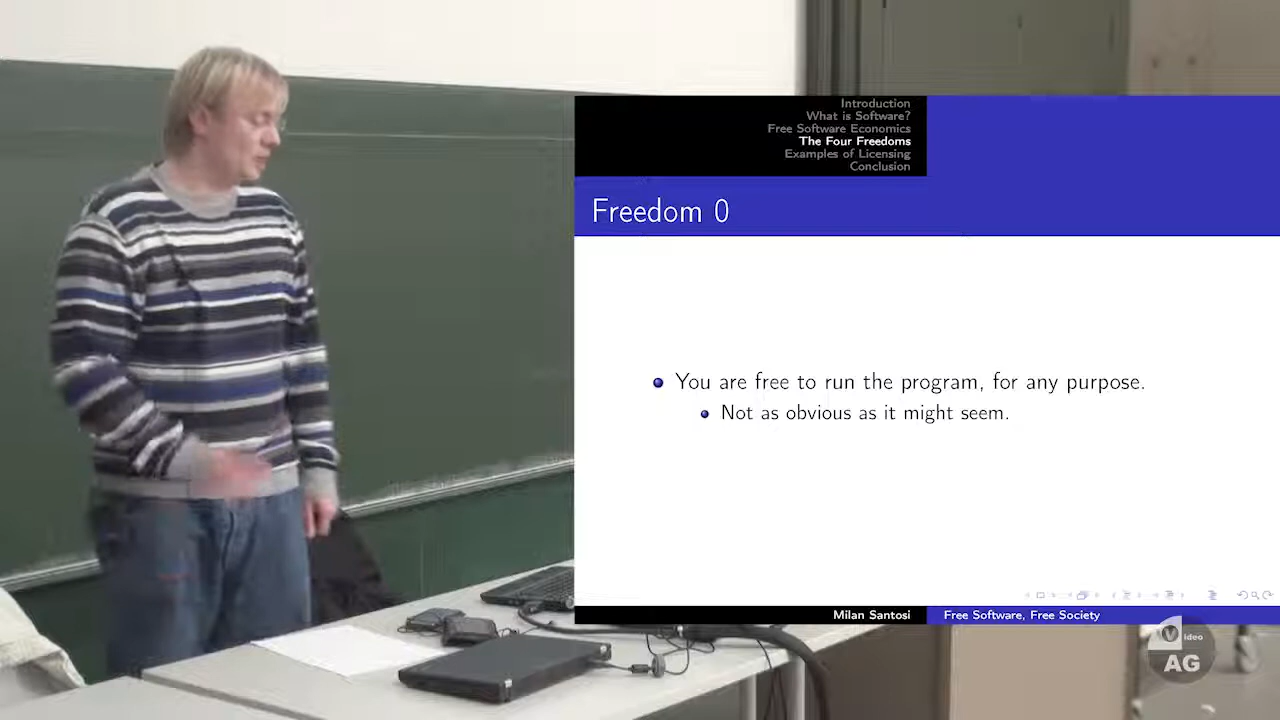 Introduction
What is Software?
Free Software Economics
The Four Freedoms
Examples of Licensing
Conclusion
Freedom 0
You are free to run the program, for any purpose.
Not as obvious as it might seem.
Milan Santosi
Free Software, Free Society
Video
AG